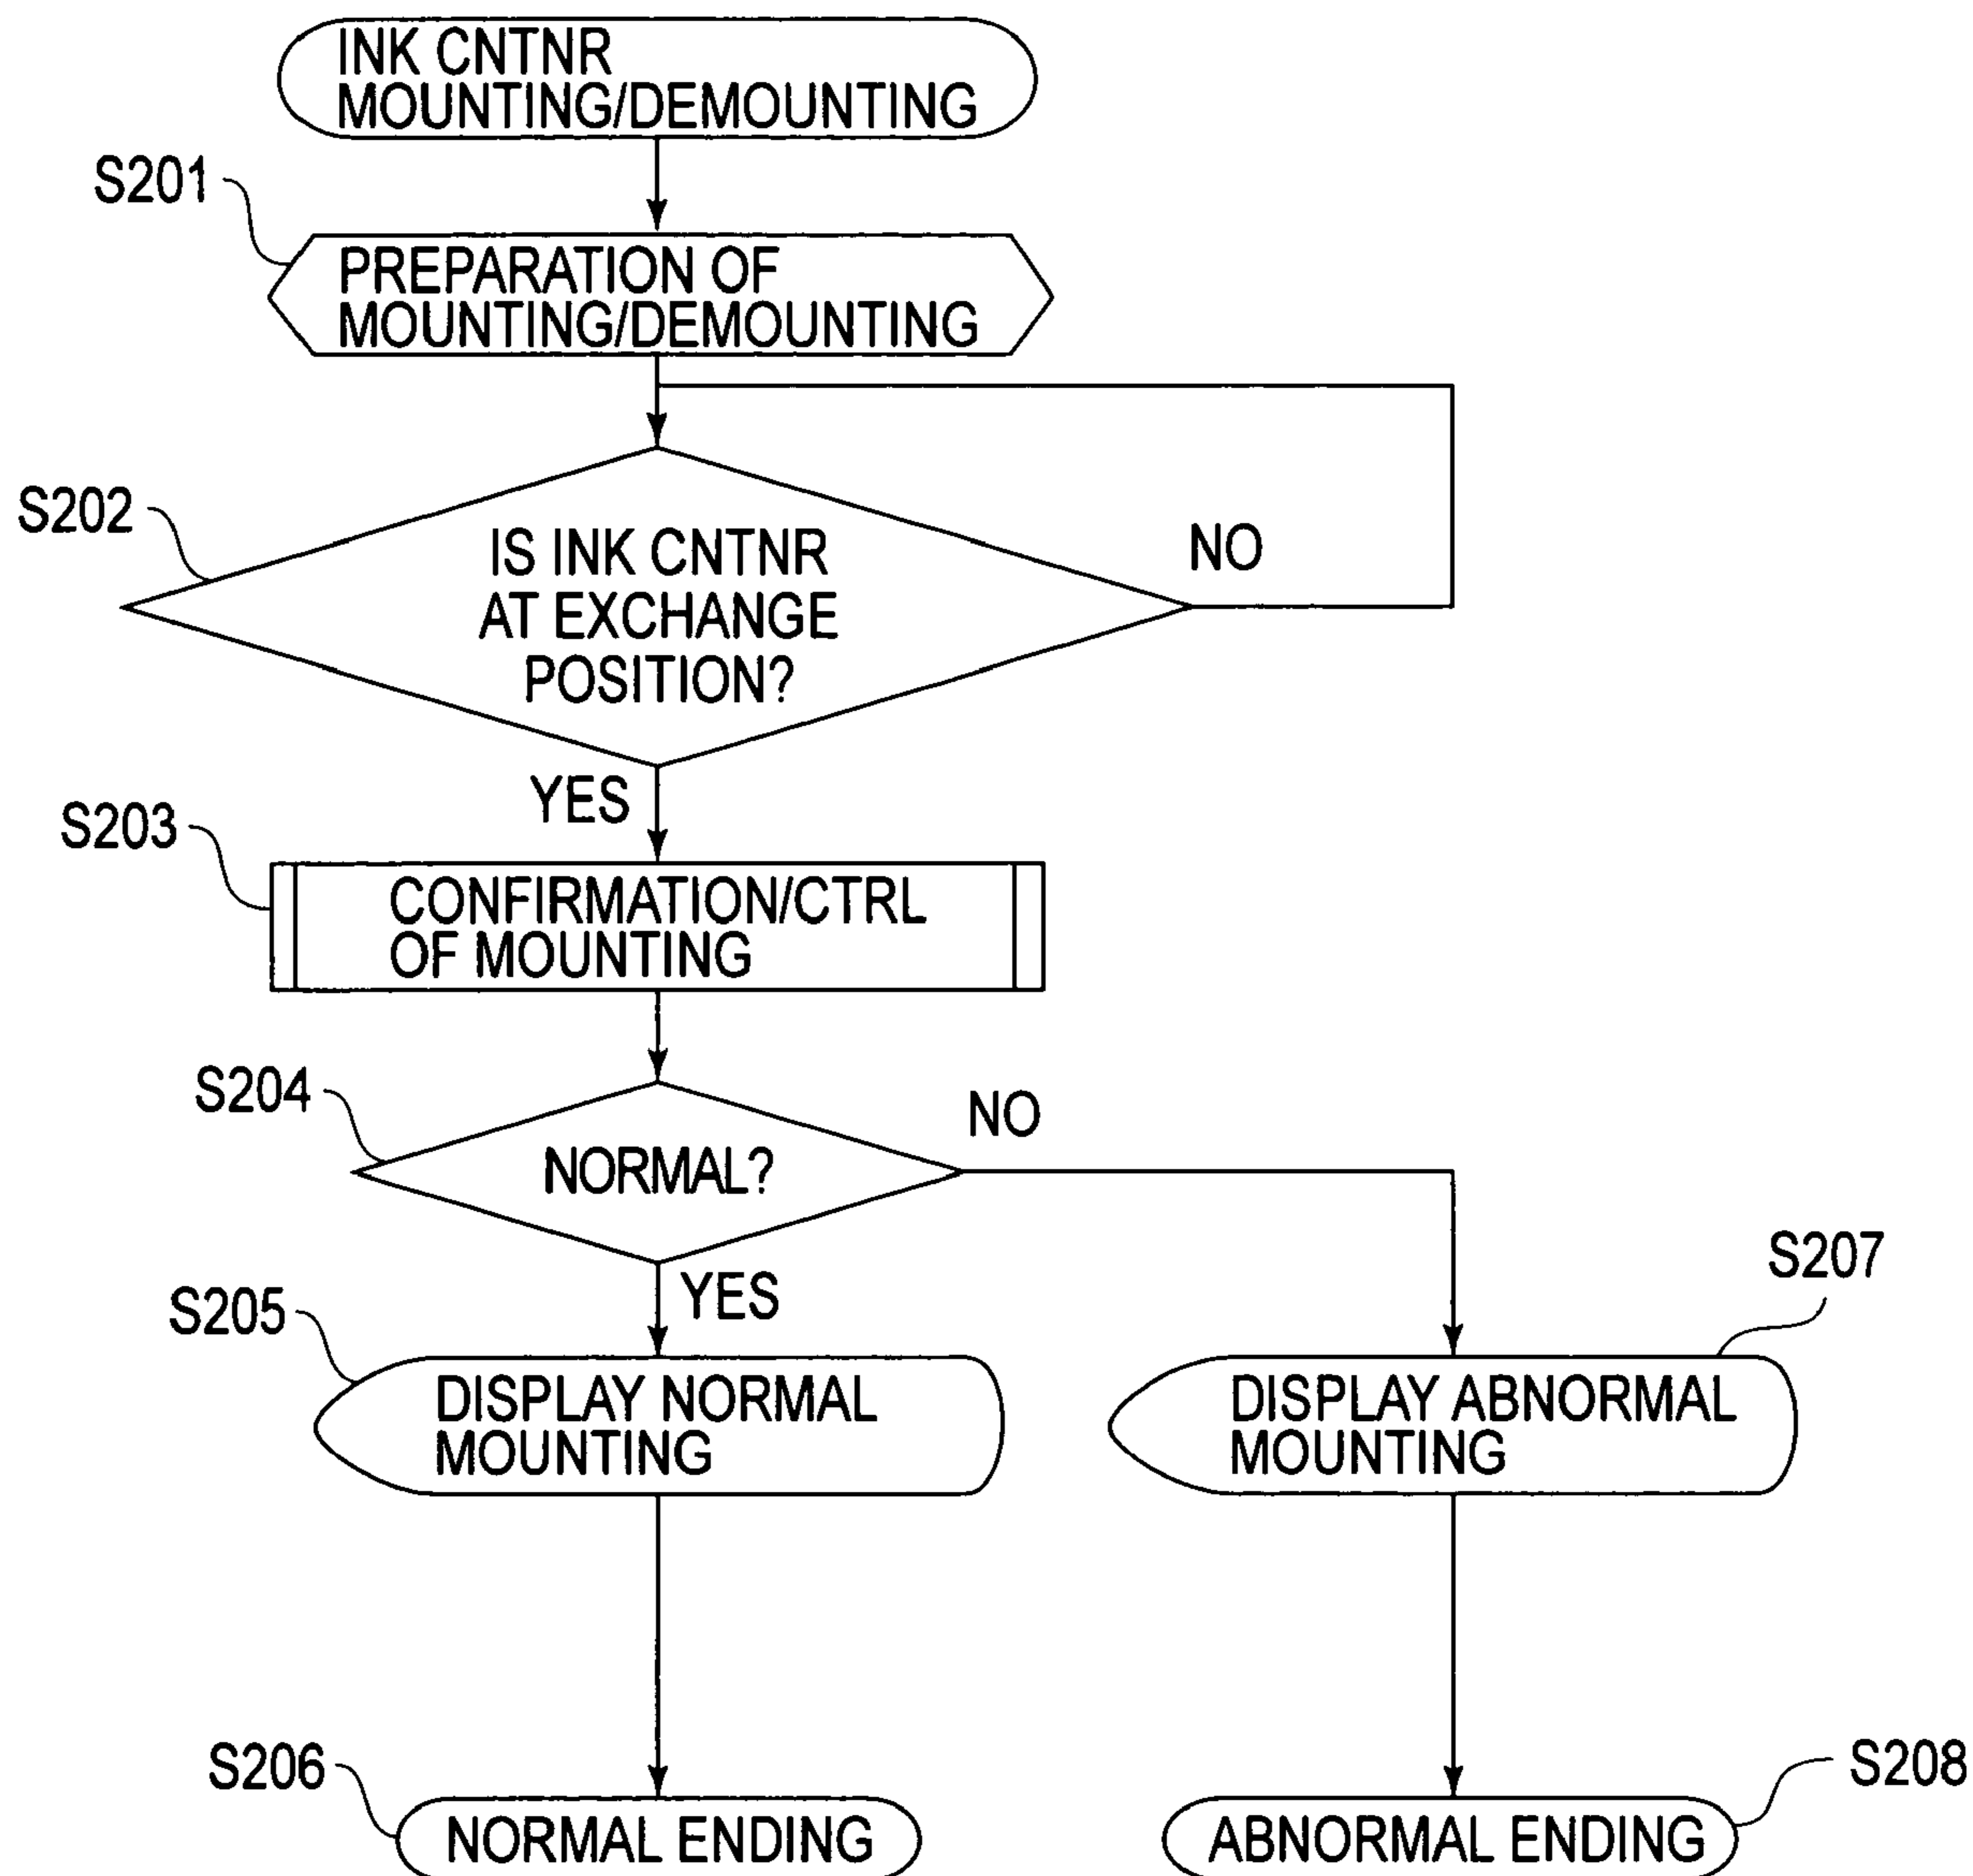 INK CNTNR
MOUNTING/DEMOUNTING
S201
PREPARATION OF
MOUNTING/DEMOUNTING
S202
IS INK CNTNR
AT EXCHANGE
POSITION?
NO
YES
S203
CONFIRMATION/CTRL
OF MOUNTING
S204
NORMAL?
NO
YES
S205
DISPLAY NORMAL
MOUNTING
S207
DISPLAY ABNORMAL
MOUNTING
S206
NORMAL ENDING
S208
ABNORMAL ENDING